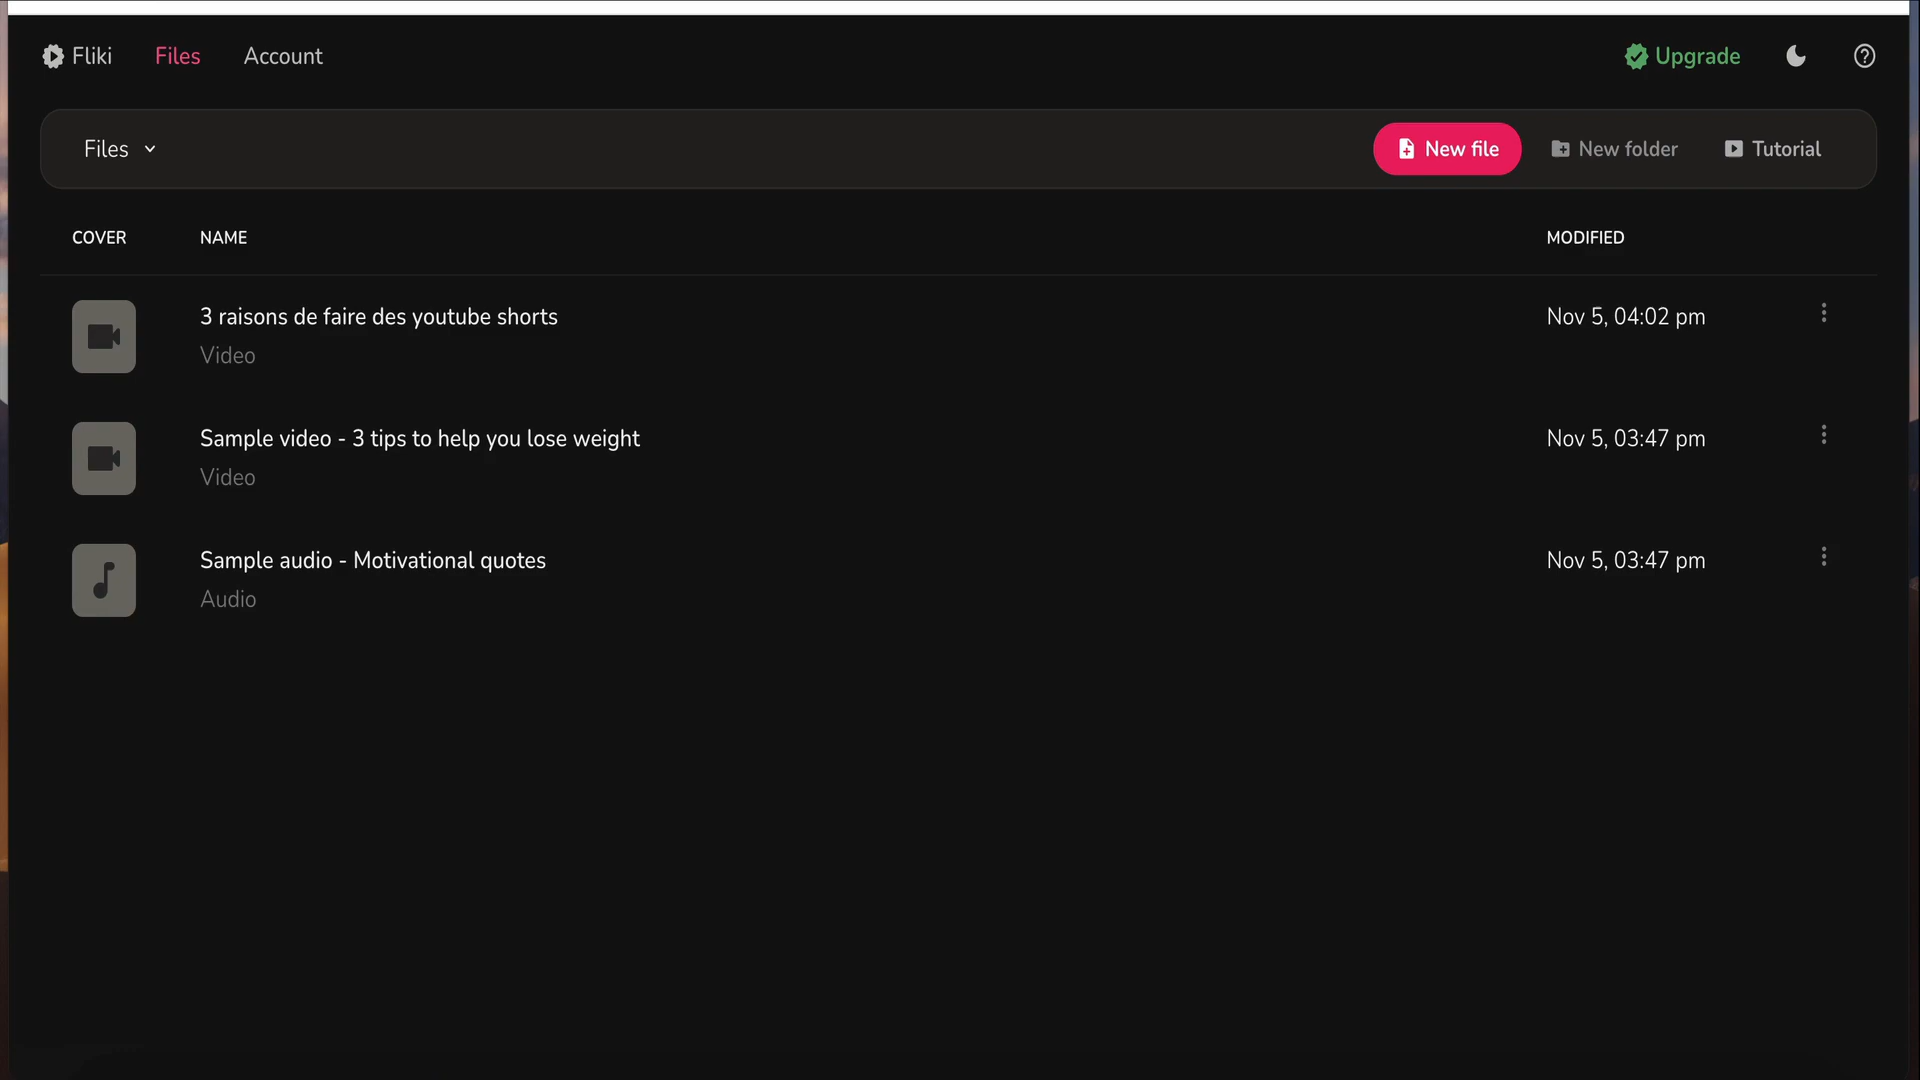 Fliki Files Account Upgrade
Files New file New folder Tutorial
COVER NAME MODIFIED
3 raisons de faire des youtube shorts Nov 5, 04:02 pm
Video
Sample video - 3 tips to help you lose weight Nov 5, 03:47 pm
Video
Sample audio - Motivational quotes Nov 5, 03:47 pm
Audio